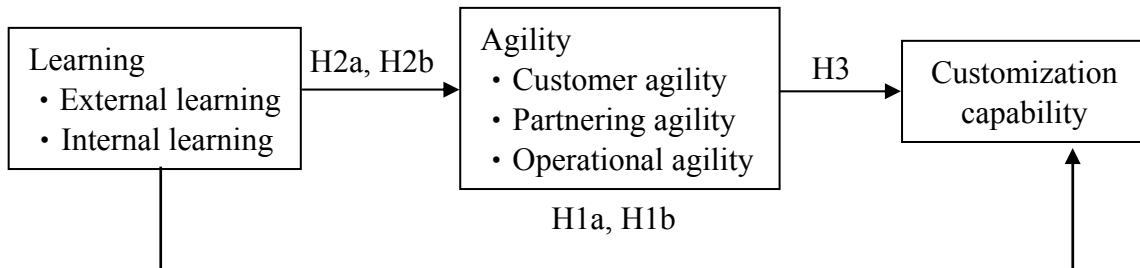 Learning
・External learning
・Internal learning
H2a, H2b
Agility
・Customer agility
・Partnering agility
・Operational agility
H1a, H1b
H3
Customization
capability